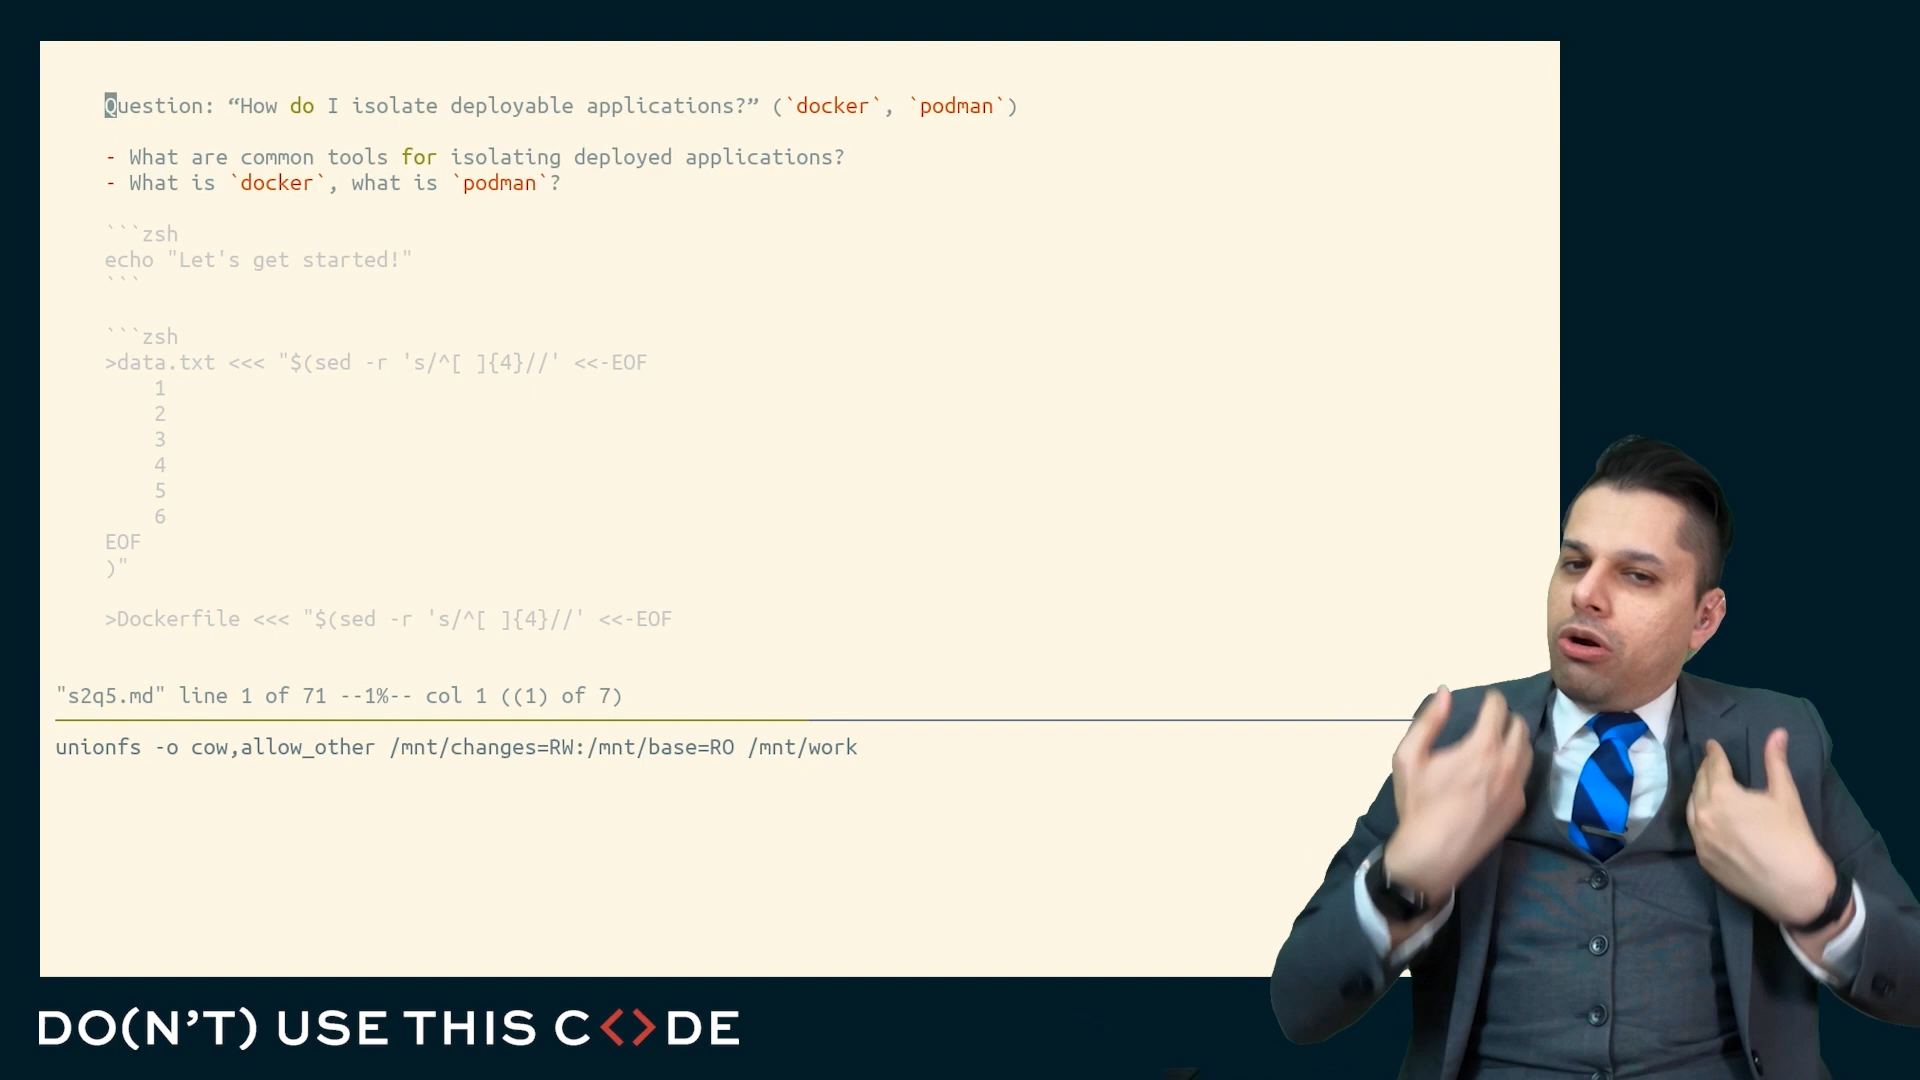 Question: “How do I isolate deployable applications?” (`docker`, `podman`)
- What are common tools for isolating deployed applications?
- What is `docker`, what is `podman`?
```zsh
echo "Let's get started!"
```
```zsh
>data.txt <<< "$(sed -r 's/^[ ]{4}//' <<-EOF
1
2
3
4
5
6
EOF
)"
>Dockerfile <<< "$(sed -r 's/^[ ]{4}//' <<-EOF
"s2q5.md" line 1 of 71 --1%-- col 1 ((1) of 7)
unionfs -o cow,allow_other /mnt/changes=RW:/mnt/base=RO /mnt/work
DO(N’T) USE THIS C<>DE